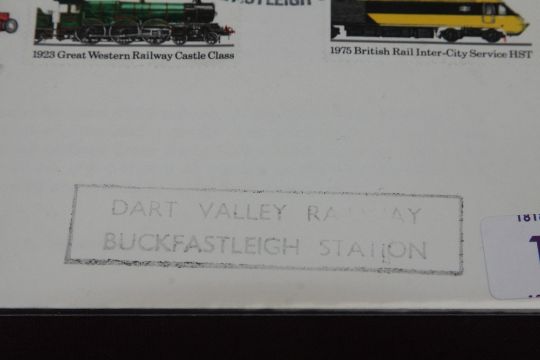 1923 Great Western Railway Castle Class
1975 British Rail Inter-City Service HST
DART VALLEY RAILWAY
BUCKFASTLEIGH STATION